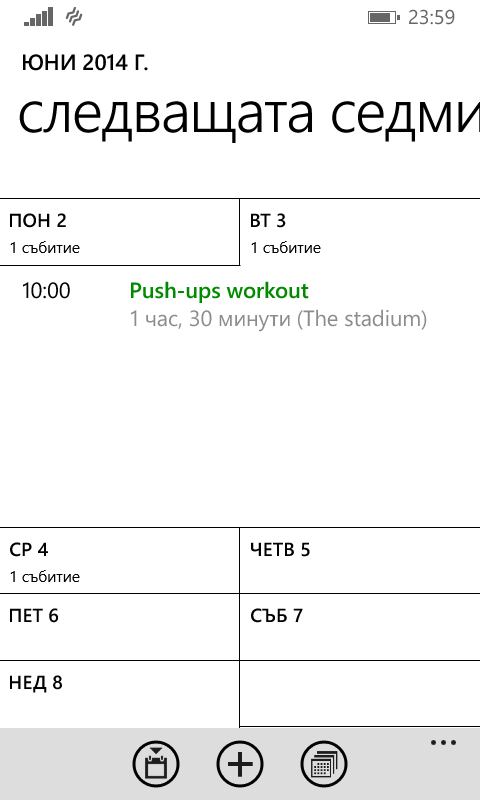 23:59
ЮНИ 2014 Г.
следващата седми
ПОН 2
1 събитие
ВТ 3
1 събитие
10:00
Push-ups workout
1 час, 30 минути (The stadium)
СР 4
1 събитие
ЧЕТВ 5
ПЕТ 6
СЪБ 7
НЕД 8